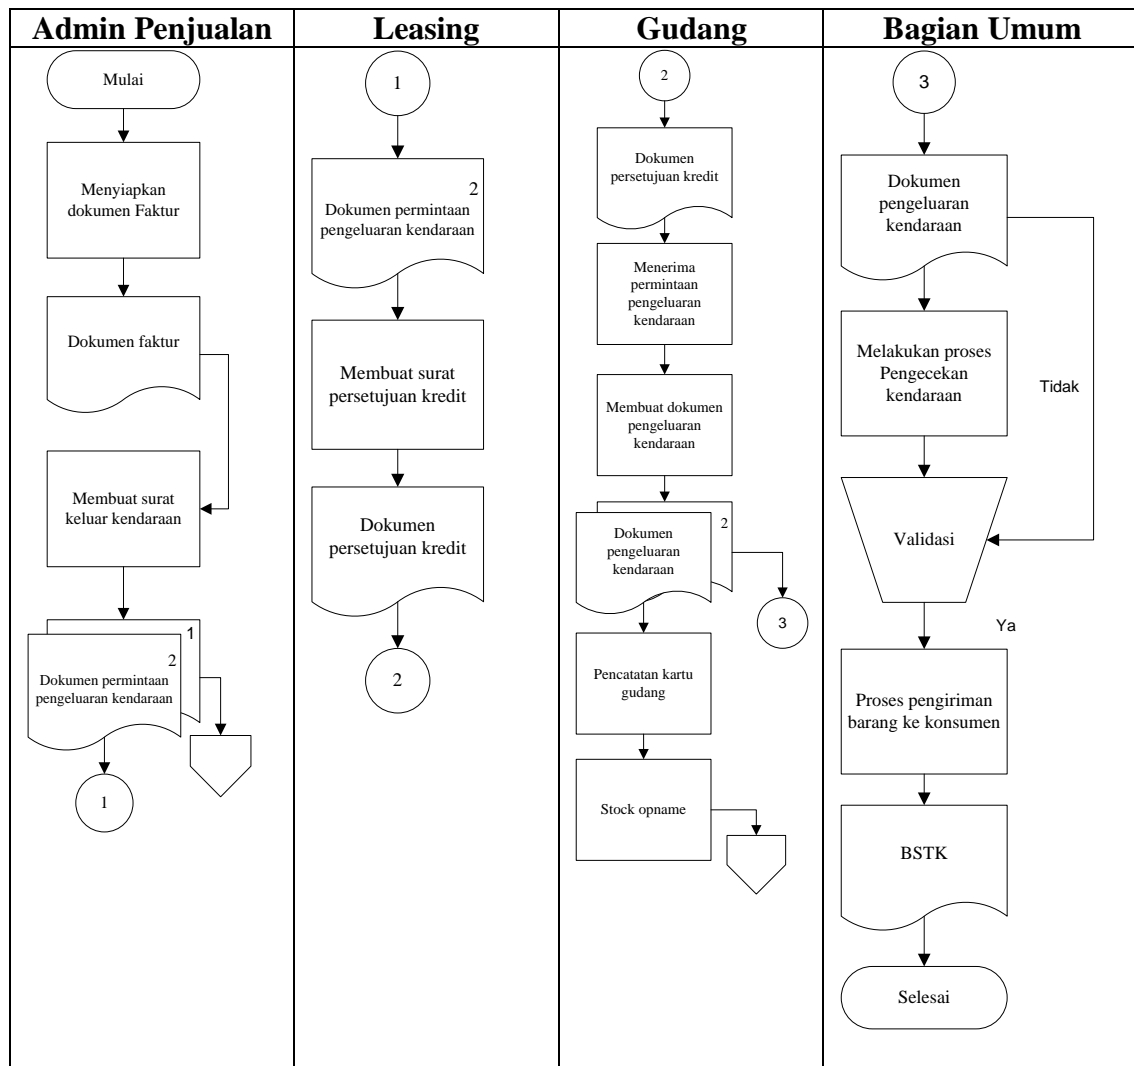 Admin Penjualan
Mulai
Menyiapkan
dokumen Faktur
Dokumen faktur
Membuat surat
keluar kendaraan
1
2
Dokumen permintaan
pengeluaran kendaraan
1
Leasing
1
2
Dokumen permintaan
pengeluaran kendaraan
Membuat surat
persetujuan kredit
Dokumen
persetujuan kredit
2
Gudang
2
Dokumen
persetujuan kredit
Menerima
permintaan
pengeluaran
kendaraan
Membuat dokumen
pengeluaran
kendaraan
2
Dokumen
pengeluaran
kendaraan
3
Pencatatan kartu
gudang
Stock opname
Bagian Umum
3
Dokumen
pengeluaran
kendaraan
Melakukan proses
Pengecekan
kendaraan
Tidak
Validasi
Ya
Proses pengiriman
barang ke konsumen
BSTK
Selesai